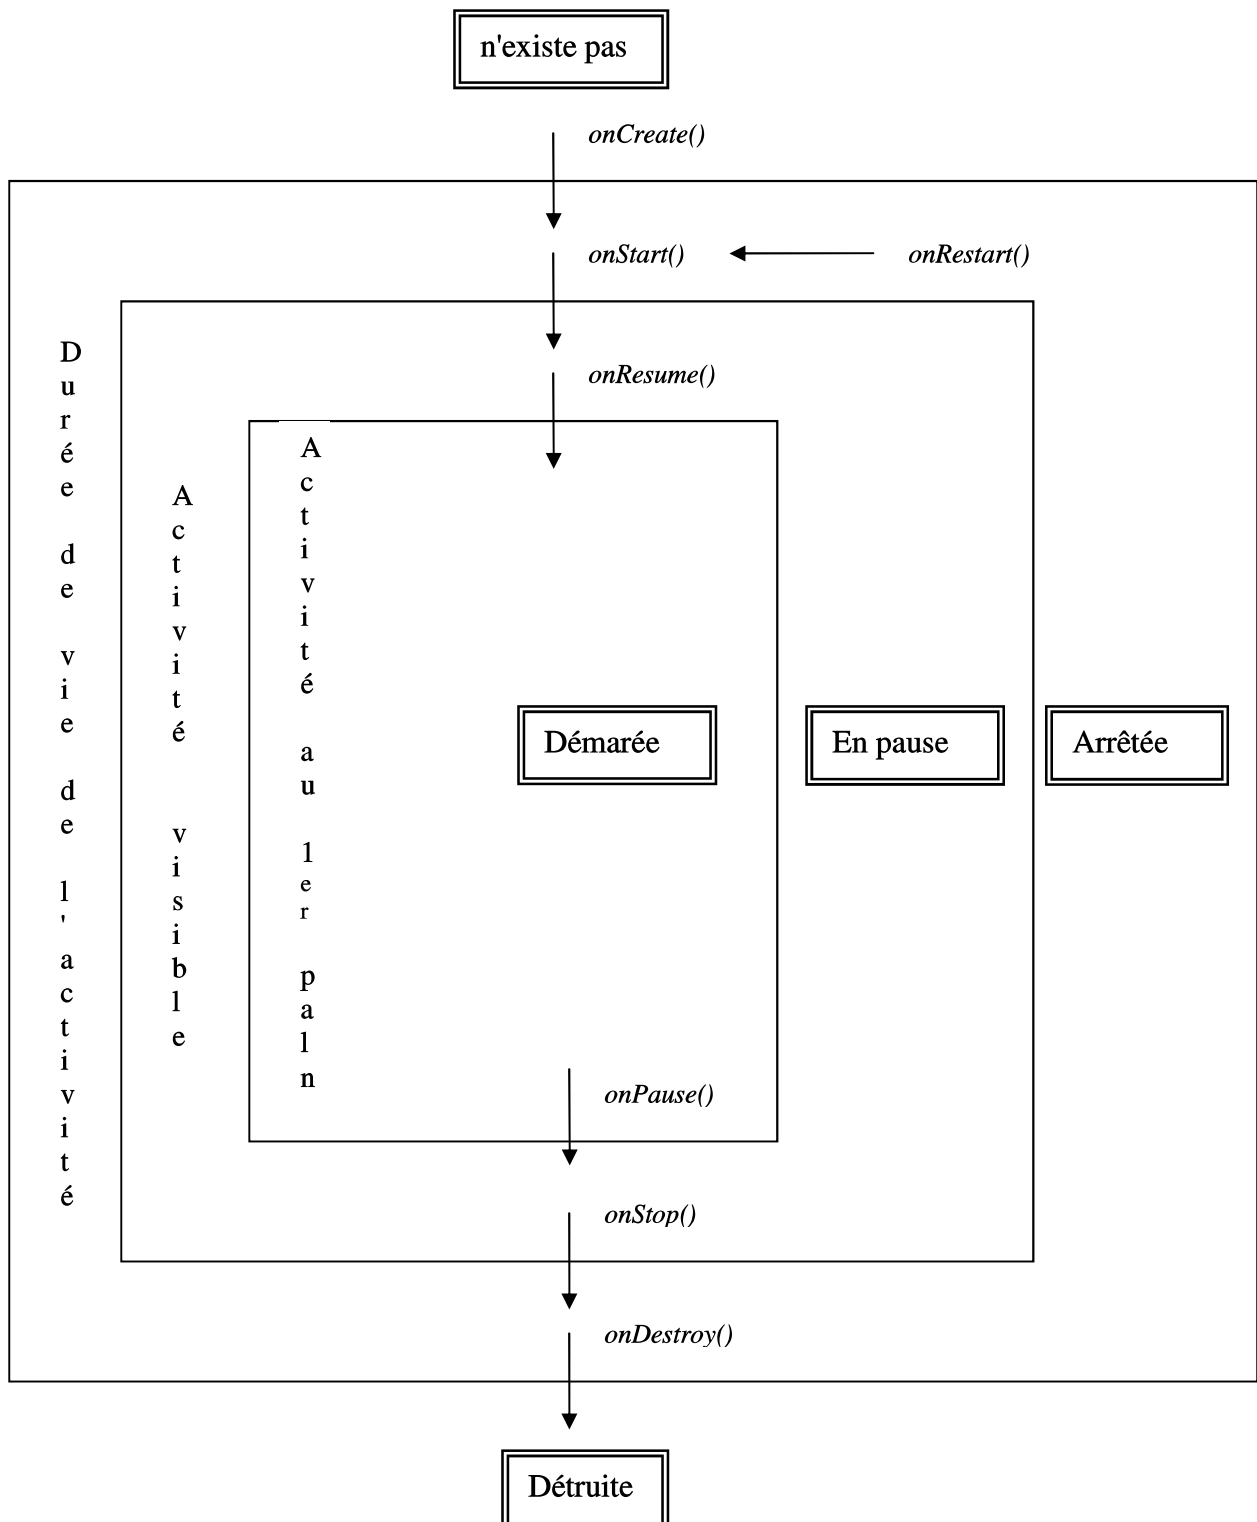 n'existe pas
onCreate()
onStart()
onRestart()
onResume()
Durée de vie de l'activité
Activité visible
Activité au 1er paln
Démarée
En pause
Arrêtée
onPause()
onStop()
onDestroy()
Détruite